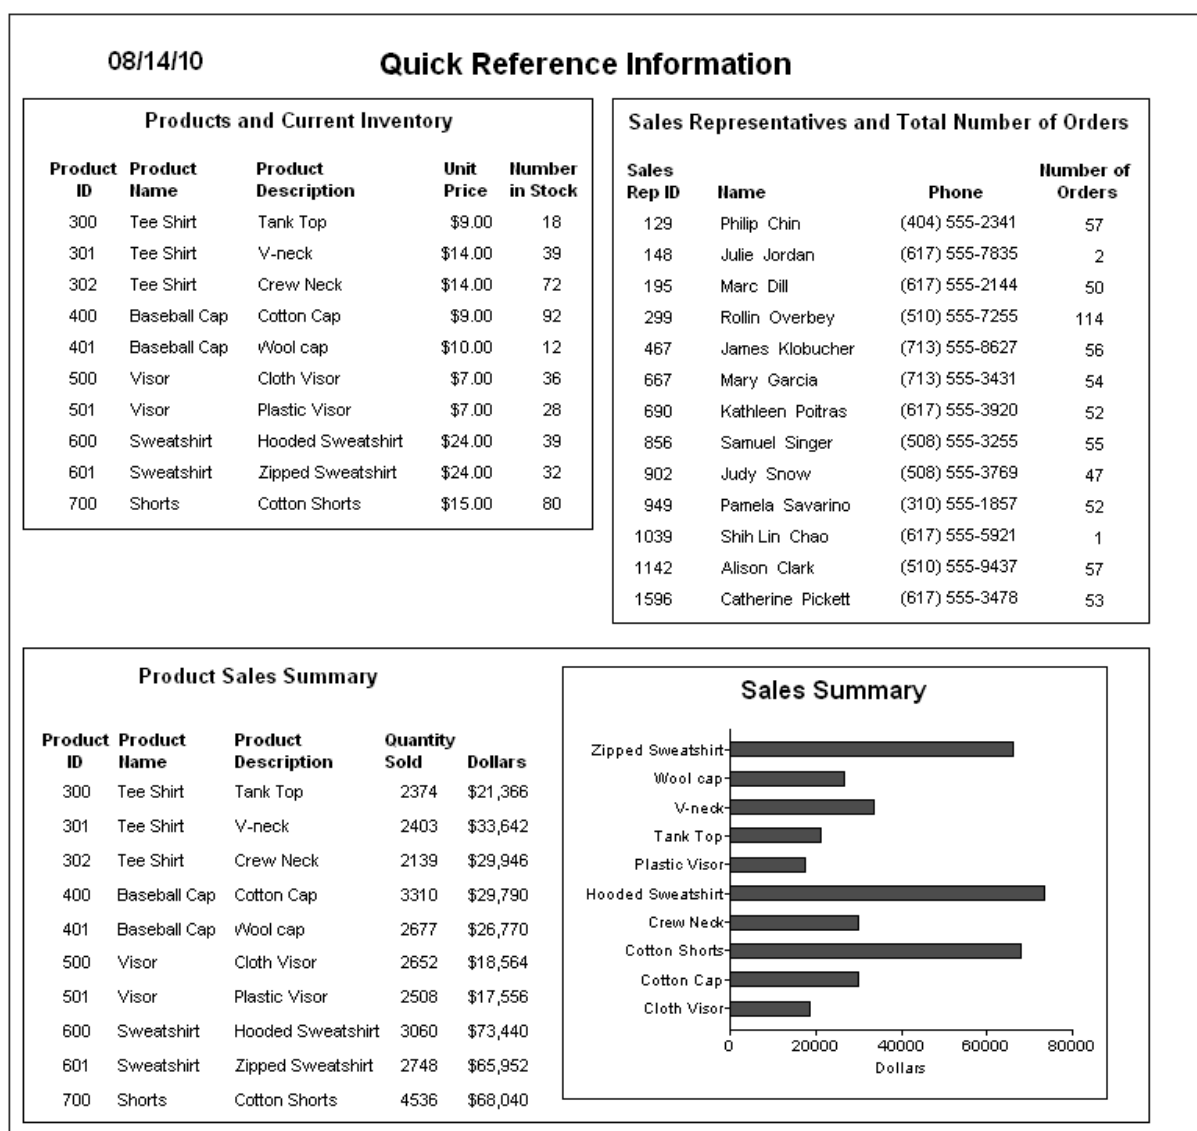 08/14/10 Quick Reference Information
Products and Current Inventory
Product Product Product Unit Number
ID Name Description Price in Stock
300 Tee Shirt Tank Top $9.00 18
301 Tee Shirt V-neck $14.00 39
302 Tee Shirt Crew Neck $14.00 72
400 Baseball Cap Cotton Cap $9.00 92
401 Baseball Cap Wool cap $10.00 12
500 Visor Cloth Visor $7.00 36
501 Visor Plastic Visor $7.00 28
600 Sweatshirt Hooded Sweatshirt $24.00 39
601 Sweatshirt Zipped Sweatshirt $24.00 32
700 Shorts Cotton Shorts $15.00 80
Sales Representatives and Total Number of Orders
Sales Number of
Rep ID Name Phone Orders
129 Philip Chin (404) 555-2341 57
148 Julie Jordan (617) 555-7835 2
195 Marc Dill (617) 555-2144 50
299 Rollin Overbey (510) 555-7255 114
467 James Klobucher (713) 555-8627 56
667 Mary Garcia (713) 555-3431 54
690 Kathleen Poitras (617) 555-3920 52
856 Samuel Singer (508) 555-3255 55
902 Judy Snow (508) 555-3769 47
949 Pamela Savarino (310) 555-1857 52
1039 Shih Lin Chao (617) 555-5921 1
1142 Alison Clark (510) 555-9437 57
1596 Catherine Pickett (617) 555-3478 53
Product Sales Summary
Product Product Product Quantity
ID Name Description Sold Dollars
300 Tee Shirt Tank Top 2374 $21,366
301 Tee Shirt V-neck 2403 $33,642
302 Tee Shirt Crew Neck 2139 $29,946
400 Baseball Cap Cotton Cap 3310 $29,790
401 Baseball Cap Wool cap 2677 $26,770
500 Visor Cloth Visor 2652 $18,564
501 Visor Plastic Visor 2508 $17,556
600 Sweatshirt Hooded Sweatshirt 3060 $73,440
601 Sweatshirt Zipped Sweatshirt 2748 $65,952
700 Shorts Cotton Shorts 4536 $68,040
Sales Summary
Zipped Sweatshirt
Wool cap
V-neck
Tank Top
Plastic Visor
Hooded Sweatshirt
Crew Neck
Cotton Shorts
Cotton Cap
Cloth Visor
0 20000 40000 60000 80000
Dollars